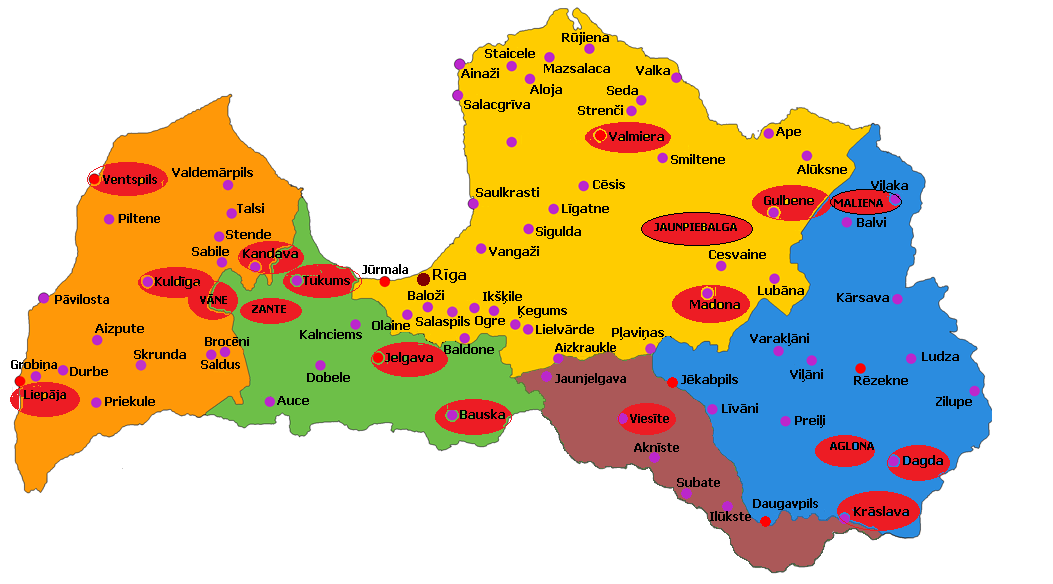 Rūjiena
Staicele
Mazsalaca
Ainaži
Valka
Aloja
Seda
Salacgrīva
Strenči
Valmiera
Ape
Smiltene
Alūksne
Ventspils
Valdemārpils
Cēsis
Viļaka
Saulkrasti
Gulbene
MALIENA
Talsi
Līgatne
Piltene
Balvi
JAUNPIEBALGA
Stende
Sigulda
Sabile
Kandava
Vangaži
Cesvaine
Jūrmala
Rīga
Kuldīga
Tukums
Lubāna
Pāvilosta
VĀNE
Baloži
Ikšķile
Madona
Kārsava
ZANTE
Ķegums
Olaine
Salaspils
Ogre
Aizpute
Kalnciems
Lielvārde
Pļaviņas
Varakļāni
Brocēni
Baldone
Aizkraukle
Skrunda
Jelgava
Ludza
Grobiņa
Saldus
Durbe
Dobele
Jaunjelgava
Jēkabpils
Viļāni
Rēzekne
Liepāja
Priekule
Auce
Zilupe
Bauska
Līvāni
Viesīte
Preiļi
Aknīste
AGLONA
Dagda
Subate
Daugavpils
Ilūkste
Krāslava